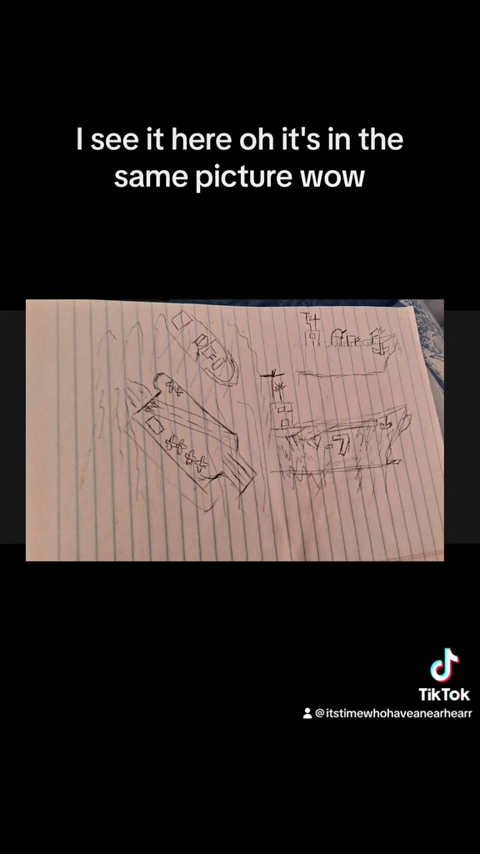 I see it here oh it's in the
same picture wow
TikTok
@itstimewhohaveanearhearr